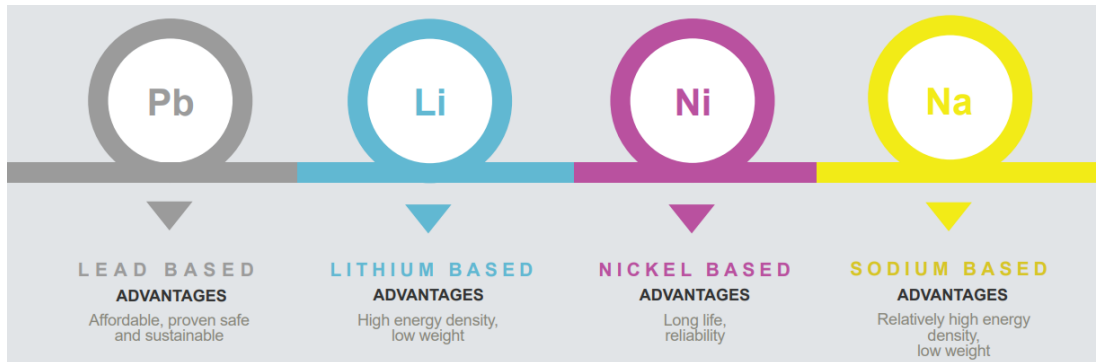 Pb
Li
Ni
Na
LEAD BASED
LITHIUM BASED
NICKEL BASED
SODIUM BASED
ADVANTAGES
ADVANTAGES
ADVANTAGES
ADVANTAGES
Affordable, proven safe
and sustainable
High energy density,
low weight
Long life,
reliability
Relatively high energy
density,
low weight